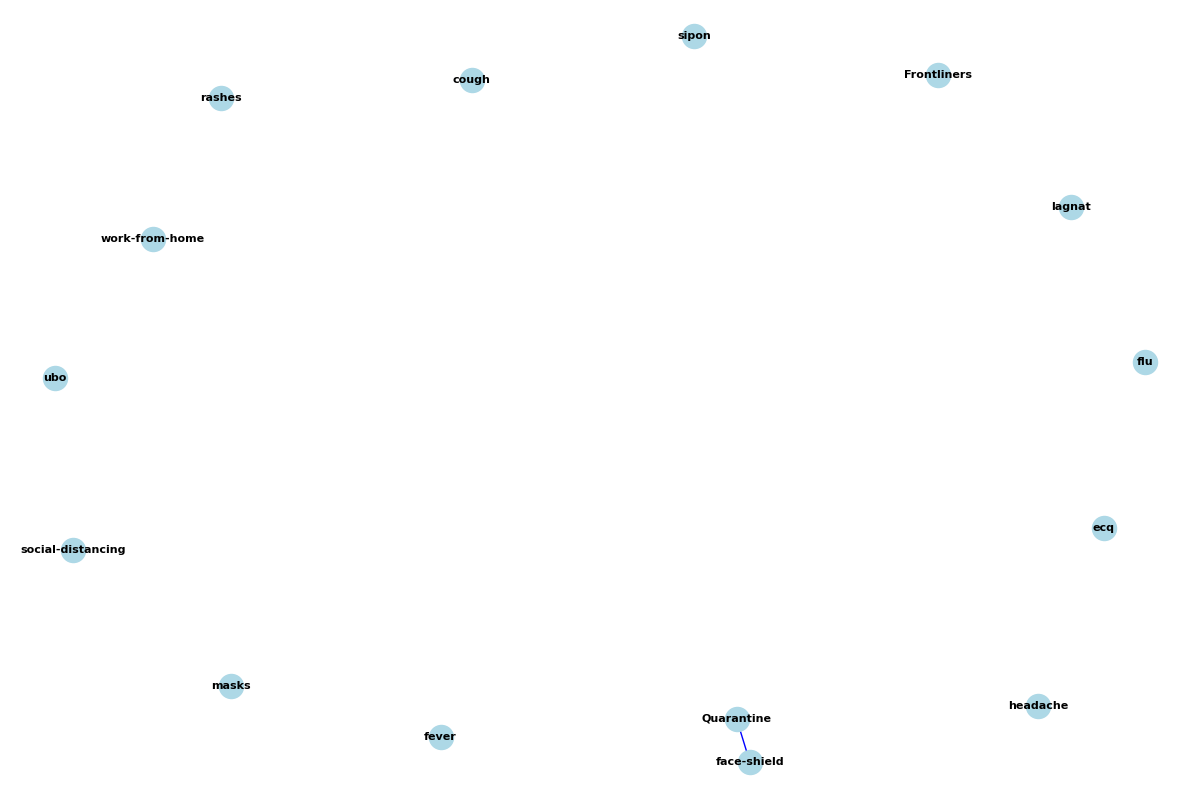 sipon
Frontliners
cough
rashes
lagnat
work-from-home
flu
ubo
ecq
social-distancing
masks
headache
Quarantine
fever
face-shield